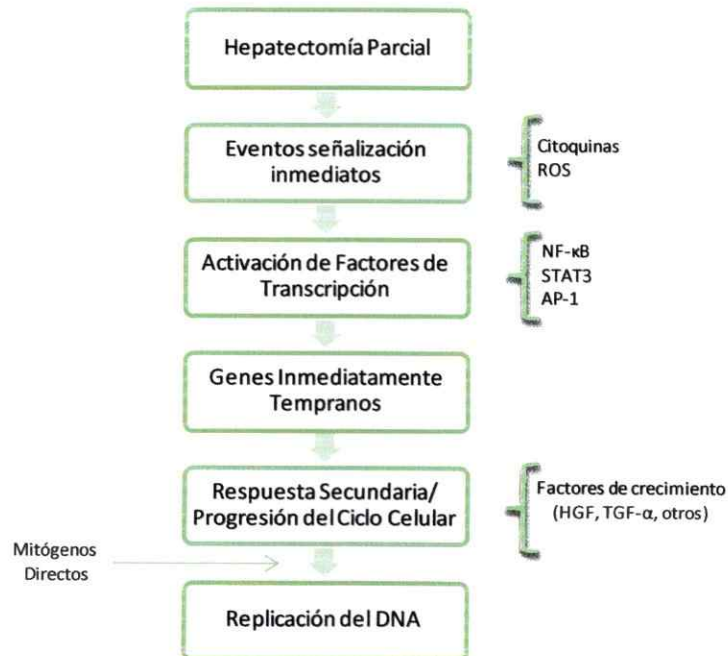 Hepatectomía Parcial
Eventos señalización
inmediatos
Citoquinas
ROS
Activación de Factores de
Transcripción
NF-κB
STAT3
AP-1
Genes Inmediatamente
Tempranos
Respuesta Secundaria/
Progresión del Ciclo Celular
Factores de crecimiento
(HGF, TGF-α, otros)
Mitógenos
Directos
Replicación del DNA